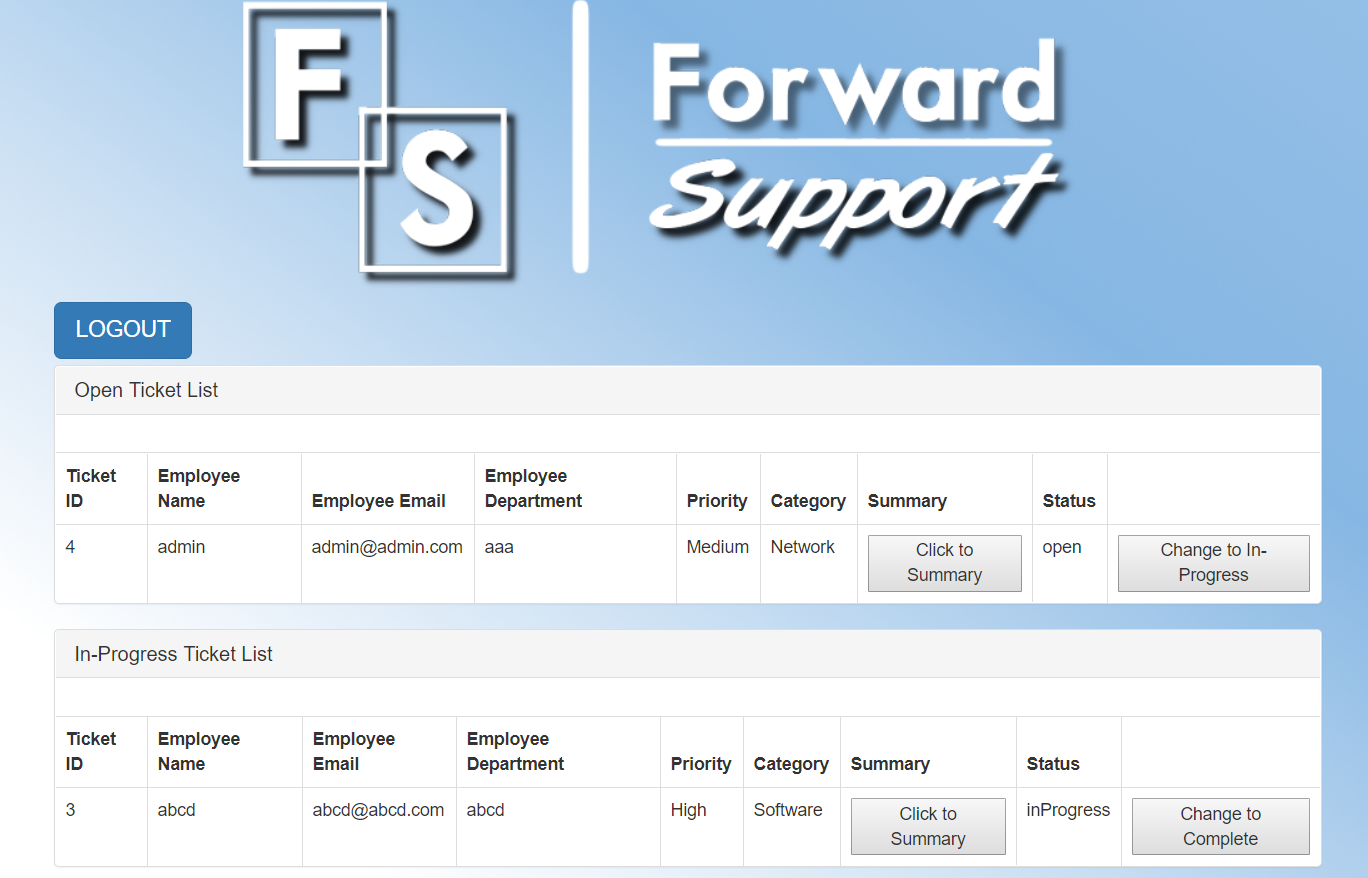 F
S
Forward
Support
LOGOUT
Open Ticket List
Ticket ID Employee Name Employee Email Employee Department Priority Category Summary Status
4 admin admin@admin.com aaa Medium Network Click to Summary open Change to In-Progress
In-Progress Ticket List
Ticket ID Employee Name Employee Email Employee Department Priority Category Summary Status
3 abcd abcd@abcd.com abcd High Software Click to Summary inProgress Change to Complete